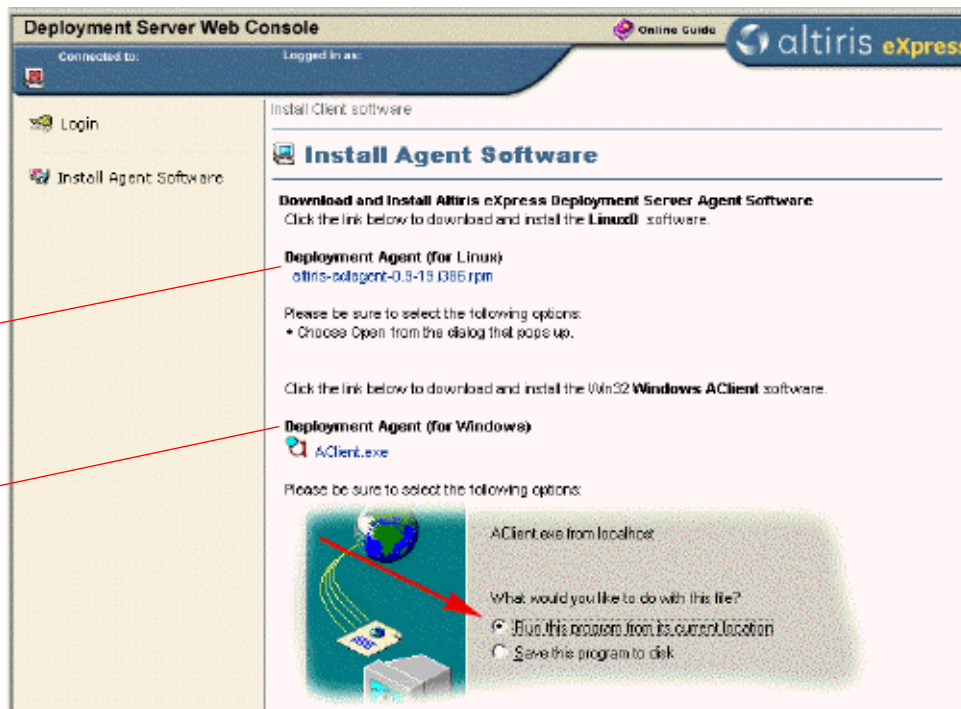 Deployment Server Web Console
Online Guide
altiris eXpress
Connected to:
Logged in as:
Login
Install Agent Software
Install Client software
Install Agent Software
Download and Install Altiris eXpress Deployment Server Agent Software
Click the link below to download and install the Linux® software.
Deployment Agent (for Linux)
altiris-adlagent-0.9-19.i386.rpm
Please be sure to select the following options:
• Choose Open from the dialog that pops up.
Click the link below to download and install the Win32 Windows AClient software.
Deployment Agent (for Windows)
AClient.exe
Please be sure to select the following options:
AClient.exe from localhost
What would you like to do with this file?
Run this program from its current location
Save this program to disk